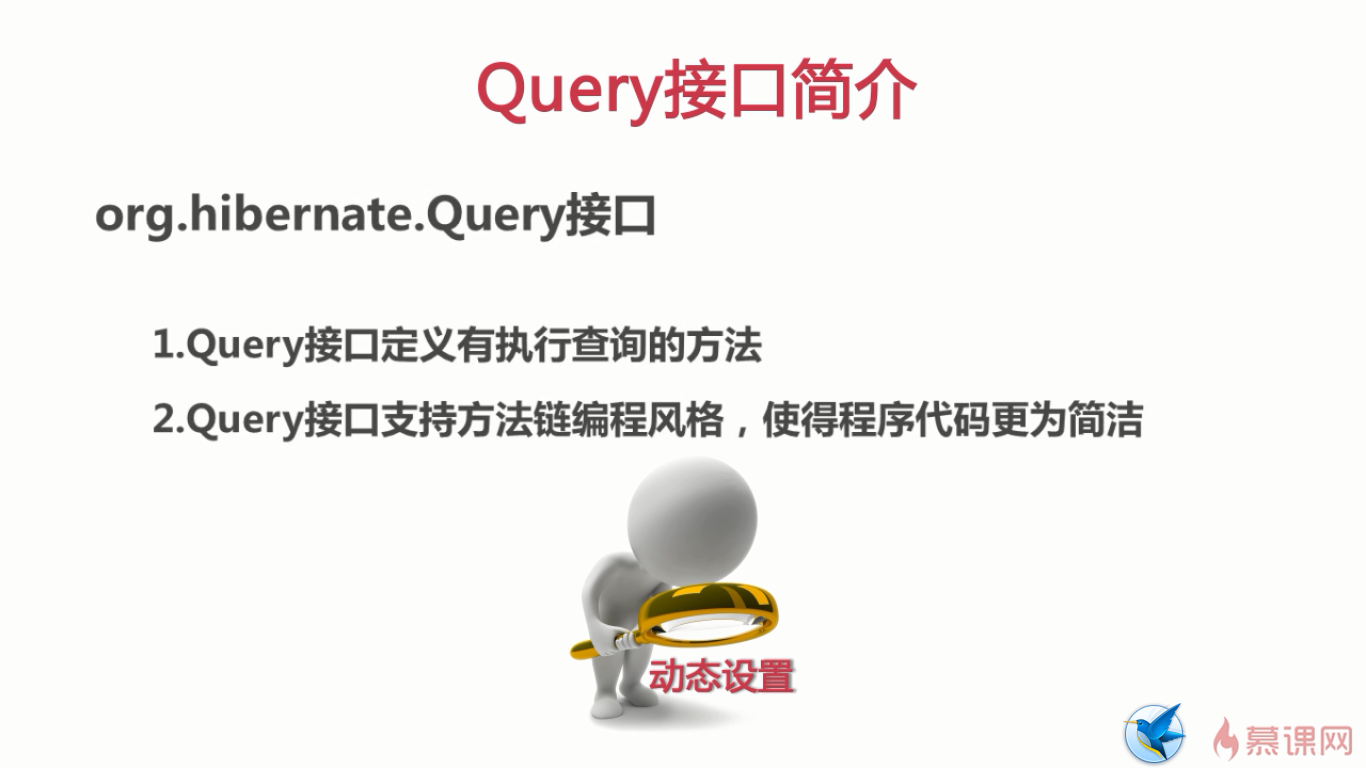 Query接口简介
org.hibernate.Query接口
1.Query接口定义有执行查询的方法
2.Query接口支持方法链编程风格，使得程序代码更为简洁
动态设置
慕课网